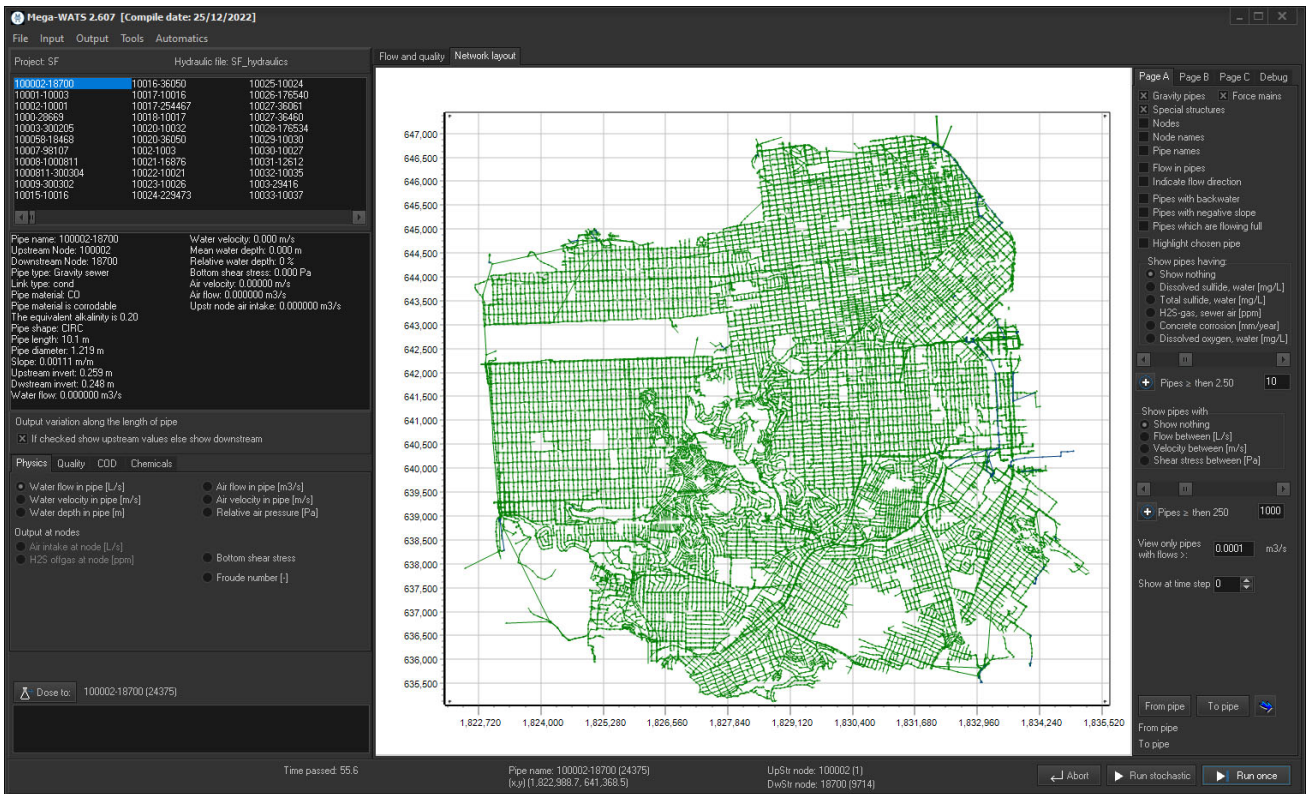 Mega-WATS 2.607 [Compile date: 25/12/2022]
File Input Output Tools Automatics
Project: SF Hydraulic file: SF_hydraulics
100002-18700 10016-36050 10025-10024
10001-10003 10017-10016 10026-176540
10002-10001 10017-254467 10027-36061
1000-28669 10018-10017 10027-36460
10003-300205 10020-10032 10028-176534
100058-18468 10020-36050 10029-10030
10007-98107 1002-1003 10030-10027
10008-1000811 10021-16876 10031-12612
1000811-300304 10022-10021 10032-10035
10009-300302 10023-10026 1003-29416
10015-10016 10024-229473 10033-10037
Pipe name: 100002-18700 Water velocity: 0.000 m/s
Upstream Node: 100002 Mean water depth: 0.000 m
Downstream Node: 18700 Relative water depth: 0 %
Pipe type: Gravity sewer Bottom shear stress: 0.000 Pa
Link type: cond Air velocity: 0.00000 m/s
Pipe material: CO Air flow: 0.000000 m3/s
Pipe material is corrodable Upstr node air intake: 0.000000 m3/s
The equivalent alkalinity is 0.20
Pipe shape: CIRC
Pipe length: 10.1 m
Pipe diameter: 1.219 m
Slope: 0.00111 m/m
Upstream invert: 0.259 m
Dwstream invert: 0.248 m
Water flow: 0.000000 m3/s
Output variation along the length of pipe
If checked show upstream values else show downstream
Physics Quality COD Chemicals
Water flow in pipe [L/s] Air flow in pipe [m3/s]
Water velocity in pipe [m/s] Air velocity in pipe [m/s]
Water depth in pipe [m] Relative air pressure [Pa]
Output at nodes
Air intake at node [L/s]
H2S offgas at node [ppm] Bottom shear stress
Froude number [-]
Dose to: 100002-18700 (24375)
Flow and quality Network layout
647,000
646,500
646,000
645,500
645,000
644,500
644,000
643,500
643,000
642,500
642,000
641,500
641,000
640,500
640,000
639,500
639,000
638,500
638,000
637,500
637,000
636,500
636,000
635,500
1,822,720 1,824,000 1,825,280 1,826,560 1,827,840 1,829,120 1,830,400 1,831,680 1,832,960 1,834,240 1,835,520
Page A Page B Page C Debug
Gravity pipes Force mains
Special structures
Nodes
Node names
Pipe names
Flow in pipes
Indicate flow direction
Pipes with backwater
Pipes with negative slope
Pipes which are flowing full
Highlight chosen pipe
Show pipes having:
Show nothing
Dissolved sulfide, water [mg/L]
Total sulfide, water [mg/L]
H2S-gas, sewer air [ppm]
Concrete corrosion [mm/year]
Dissolved oxygen, water [mg/L]
Pipes ≥ then 2.50 10
Show pipes with
Show nothing
Flow between [L/s]
Velocity between [m/s]
Shear stress between [Pa]
Pipes ≥ then 250 1000
View only pipes
with flows >: 0.0001 m3/s
Show at time step 0
From pipe To pipe
From pipe
To pipe
Time passed: 55.6 Pipe name: 100002-18700 (24375) UpStr node: 100002 (1)
(x,y) (1,822,988.7, 641,368.5) DwStr node: 18700 (9714)
Abort Run stochastic Run once